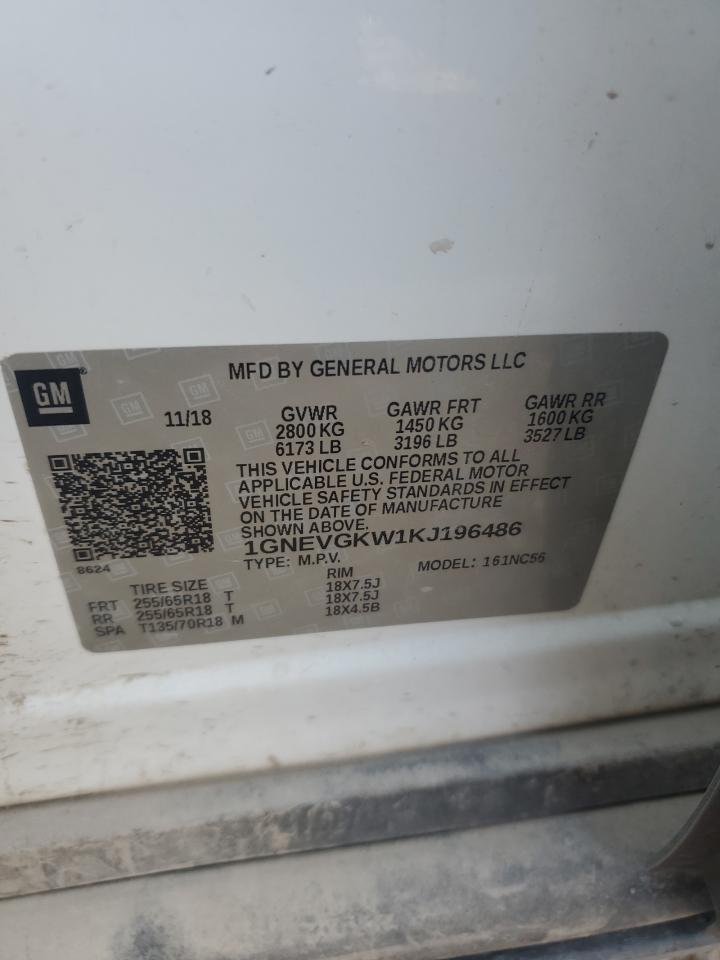 MFD BY GENERAL MOTORS LLC
GM
11/18 GVWR GAWR FRT GAWR RR
2800 KG 1450 KG 1600 KG
6173 LB 3196 LB 3527 LB
THIS VEHICLE CONFORMS TO ALL
APPLICABLE U.S. FEDERAL MOTOR
VEHICLE SAFETY STANDARDS IN EFFECT
ON THE DATE OF MANUFACTURE
SHOWN ABOVE.
1GNEVGKW1KJ196486
8624
TYPE: M.P.V. MODEL: 161NC56
TIRE SIZE RIM
FRT 255/65R18 T 18X7.5J
RR 255/65R18 T 18X7.5J
SPA T135/70R18 M 18X4.5B